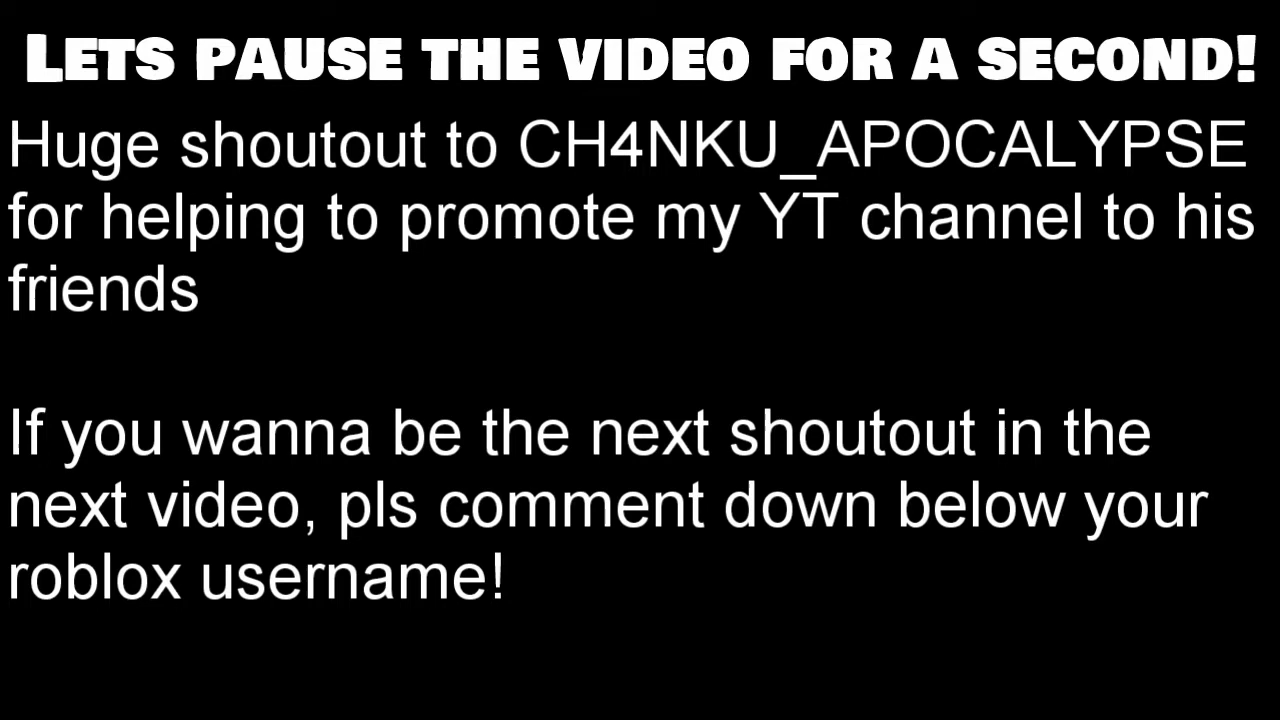 LETS PAUSE THE VIDEO FOR A SECOND!
Huge shoutout to CH4NKU_APOCALYPSE
for helping to promote my YT channel to his
friends
If you wanna be the next shoutout in the
next video, pls comment down below your
roblox username!